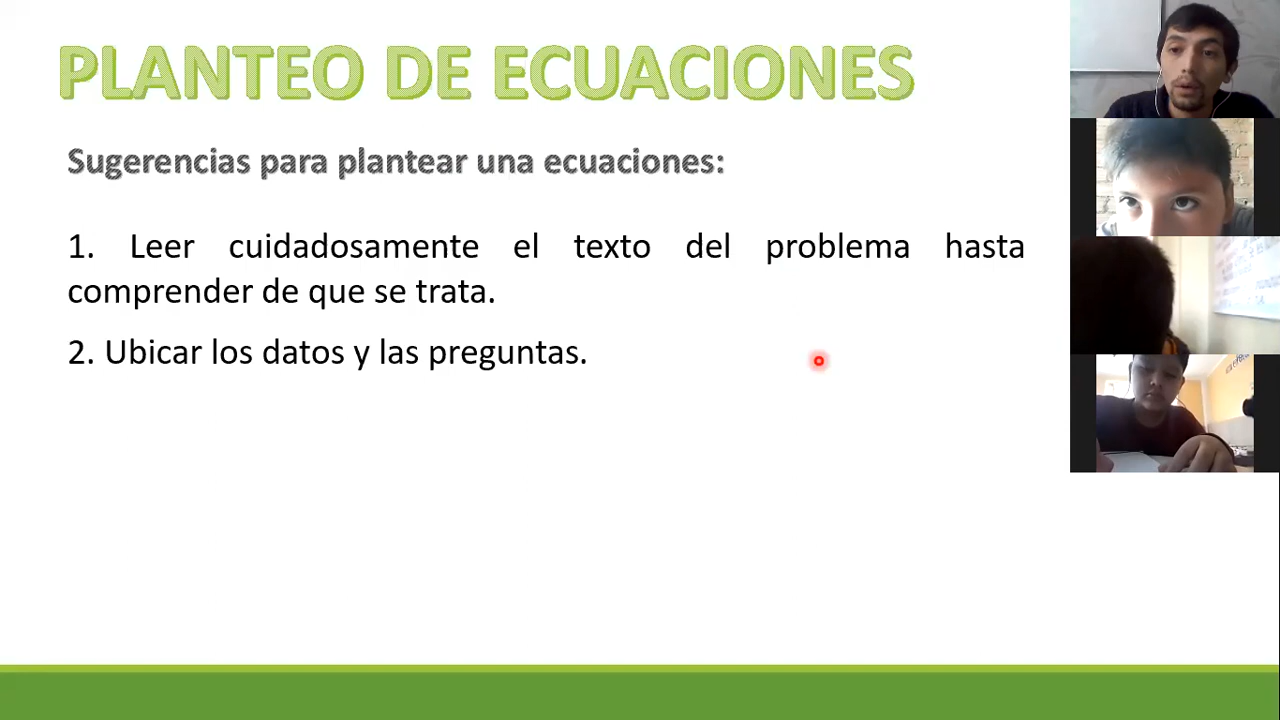 PLANTEO DE ECUACIONES
Sugerencias para plantear una ecuaciones:
1. Leer cuidadosamente el texto del problema hasta
comprender de que se trata.
2. Ubicar los datos y las preguntas.